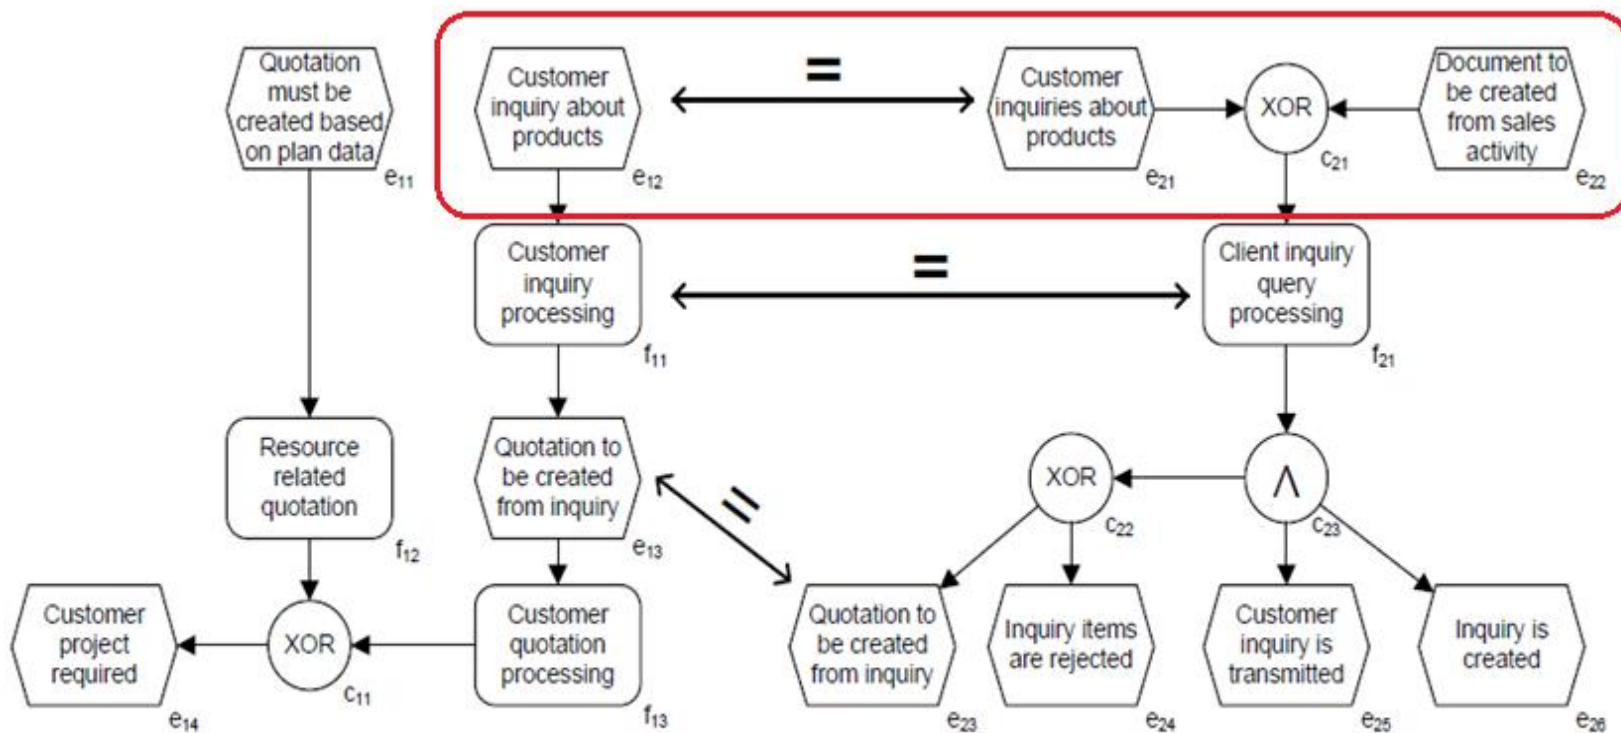 Quotation
must be
created based
on plan data
e11
Customer
inquiry about
products
e12
=
Customer
inquiries about
products
e21
XOR
c21
Document to
be created
from sales
activity
e22
Customer
inquiry
processing
f11
=
Client inquiry
query
processing
f21
Resource
related
quotation
f12
Quotation to
be created
from inquiry
e13
=
XOR
c22
∧
c23
Customer
project
required
e14
XOR
c11
Customer
quotation
processing
f13
Quotation to
be created
from inquiry
e23
Inquiry items
are rejected
e24
Customer
inquiry is
transmitted
e25
Inquiry is
created
e26